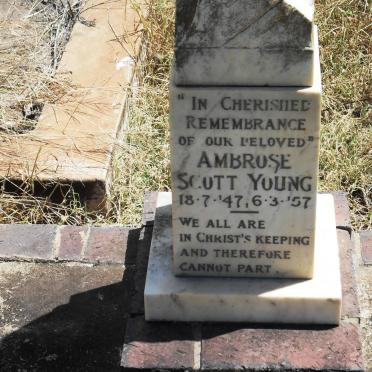 "IN CHERISHED
REMEMBRANCE
OF OUR BELOVED"
AMBROSE
SCOTT YOUNG
18·7·'47, 6·3·'57
WE ALL ARE
IN CHRIST'S KEEPING
AND THEREFORE
CANNOT PART.